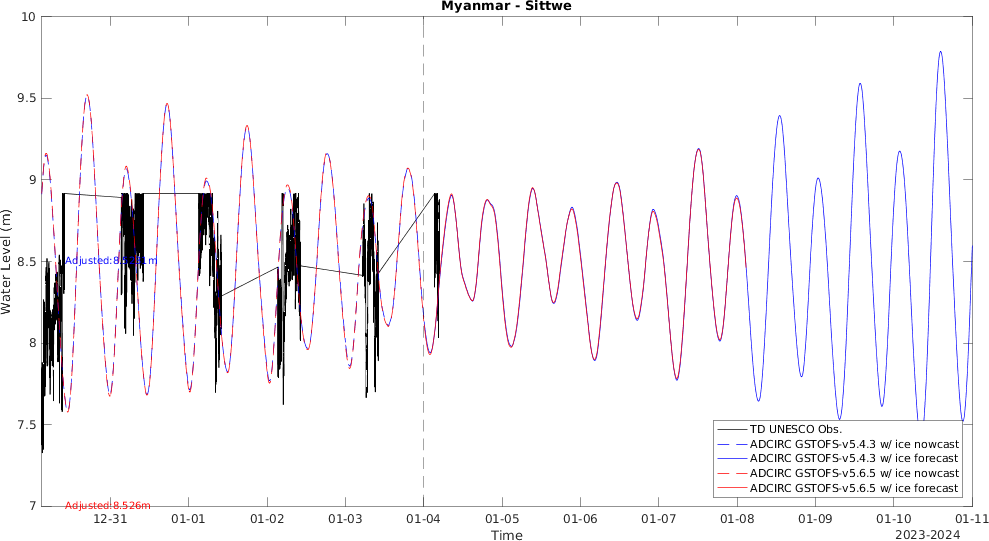 Myanmar - Sittwe
10
9.5
9
8.5
8
7.5
7
Water Level (m)
Adjusted:8.526m
12-31
01-01
01-02
01-03
01-04
01-05
01-06
01-07
01-08
01-09
01-10
01-11
2023-2024
Time
TD UNESCO Obs.
ADCIRC GSTOFS-v5.4.3 w/ ice nowcast
ADCIRC GSTOFS-v5.4.3 w/ ice forecast
ADCIRC GSTOFS-v5.6.5 w/ ice nowcast
ADCIRC GSTOFS-v5.6.5 w/ ice forecast